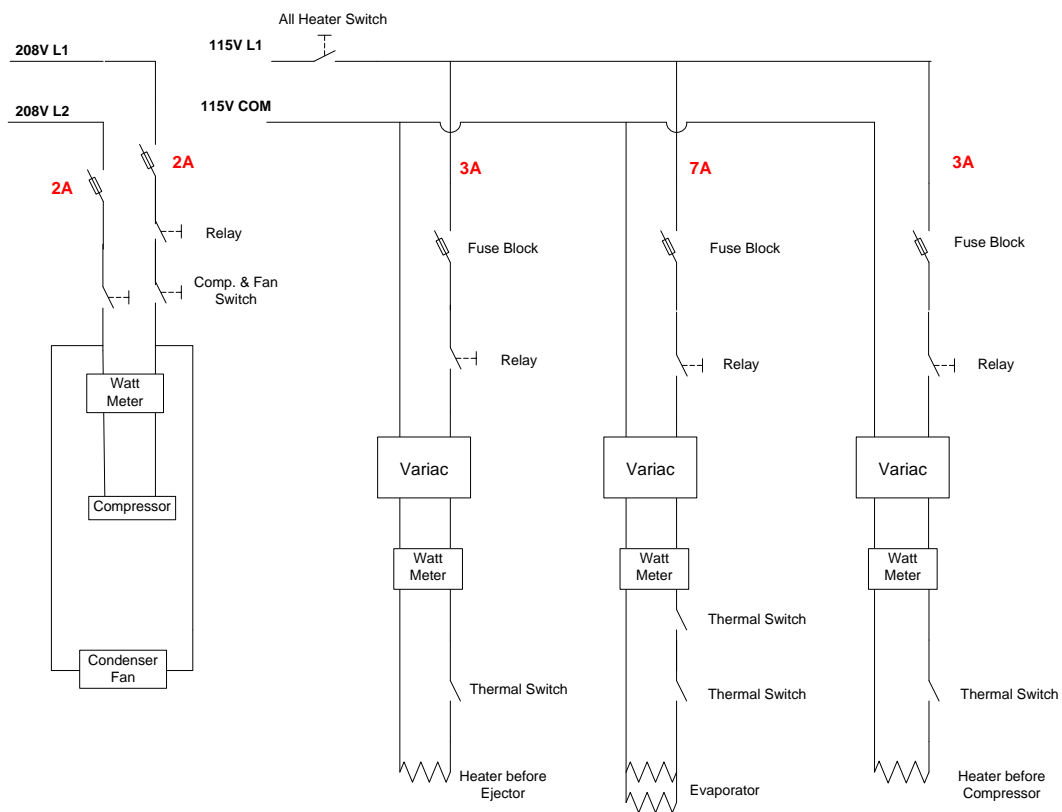 All Heater Switch
208V L1
115V L1
208V L2
115V COM
2A
2A
3A
7A
3A
Relay
Fuse Block
Fuse Block
Fuse Block
Comp. & Fan
Switch
Relay
Relay
Relay
Watt
Meter
Variac
Variac
Variac
Compressor
Watt
Meter
Watt
Meter
Watt
Meter
Thermal Switch
Condenser
Fan
Thermal Switch
Thermal Switch
Thermal Switch
Heater before
Ejector
Evaporator
Heater before
Compressor